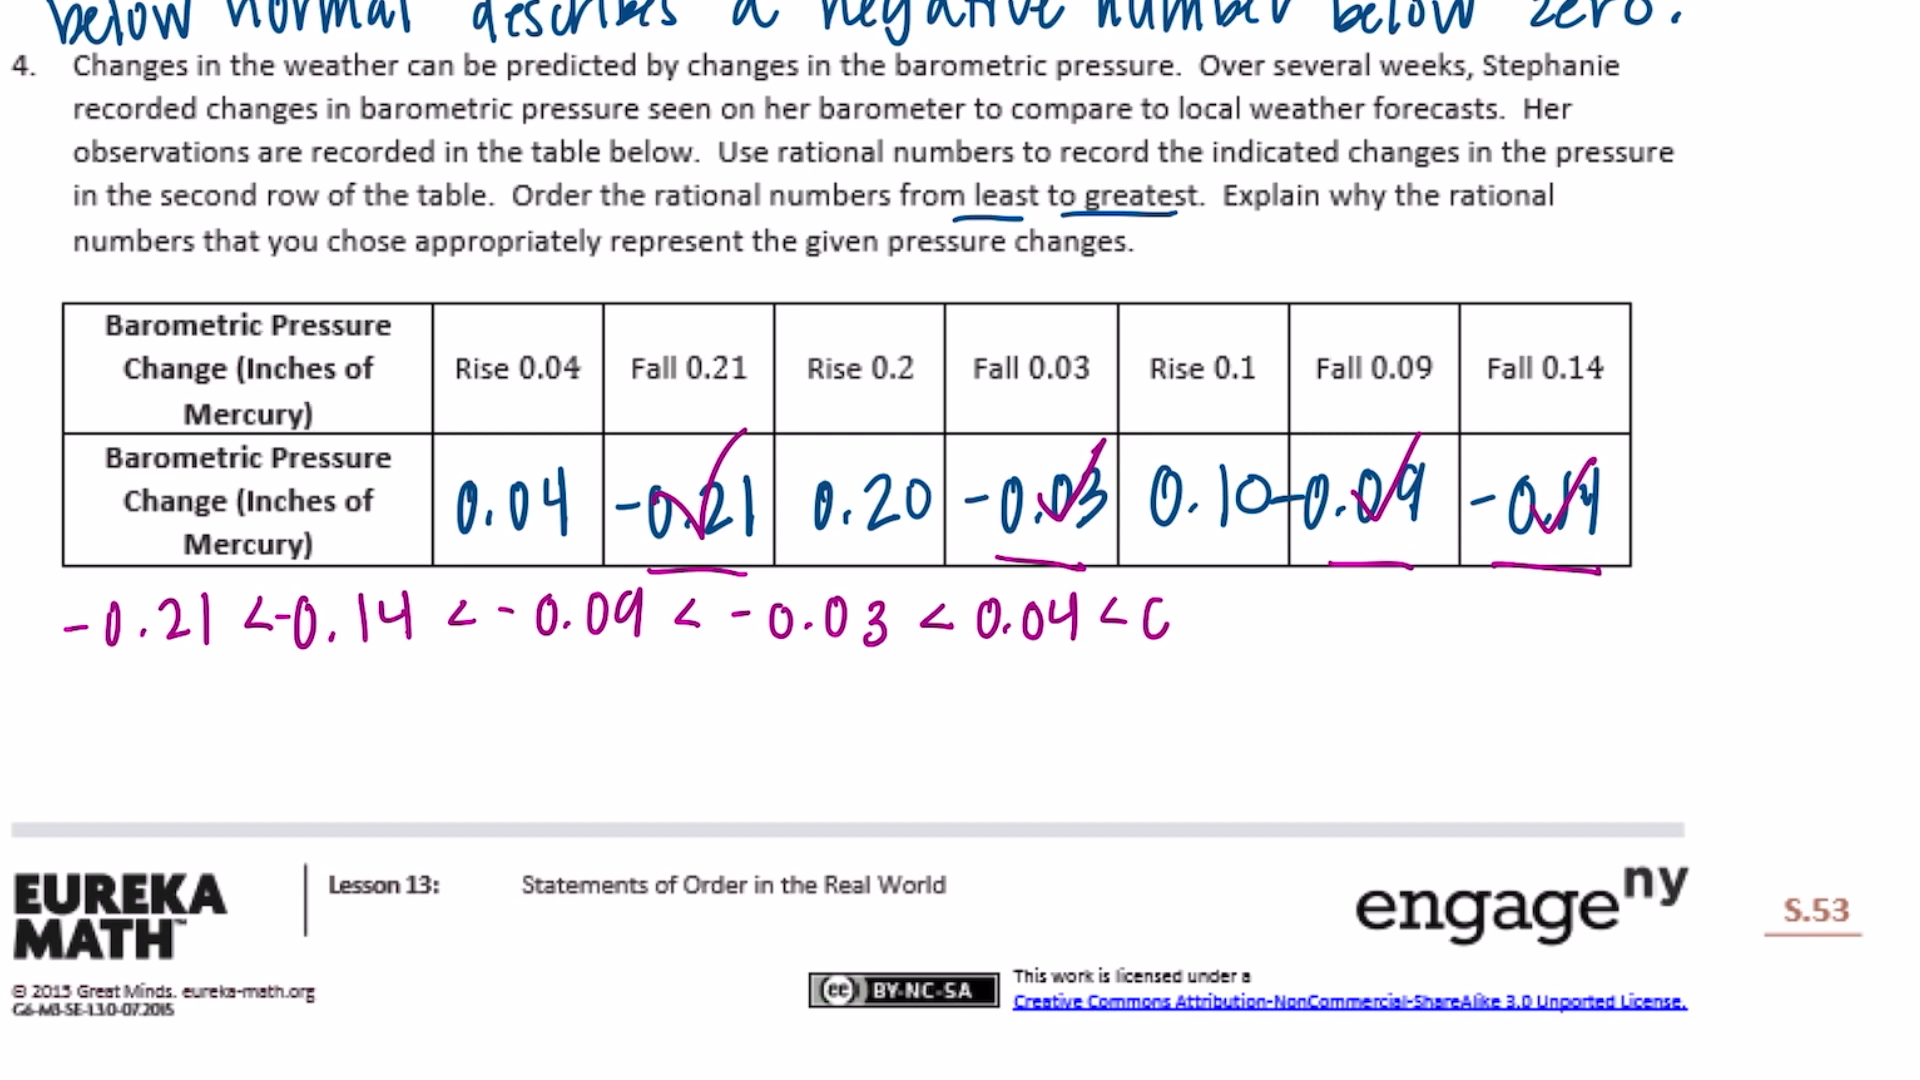 below normal describes a negative number below zero.
4. Changes in the weather can be predicted by changes in the barometric pressure. Over several weeks, Stephanie
recorded changes in barometric pressure seen on her barometer to compare to local weather forecasts. Her
observations are recorded in the table below. Use rational numbers to record the indicated changes in the pressure
in the second row of the table. Order the rational numbers from least to greatest. Explain why the rational
numbers that you chose appropriately represent the given pressure changes.
Barometric Pressure
Change (Inches of
Mercury)
Rise 0.04
Fall 0.21
Rise 0.2
Fall 0.03
Rise 0.1
Fall 0.09
Fall 0.14
Barometric Pressure
Change (Inches of
Mercury)
0.04
-0.21
0.20
-0.03
0.10
-0.09
-0.14
-0.21 < -0.14 < -0.09 < -0.03 < 0.04 < 0
EUREKA
MATH™
Lesson 13:
Statements of Order in the Real World
engage ny
S.53
© 2015 Great Minds. eureka-math.org
G6-M3-SE-1.3.0-07.2015
cc BY-NC-SA
This work is licensed under a
Creative Commons Attribution-NonCommercial-ShareAlike 3.0 Unported License.